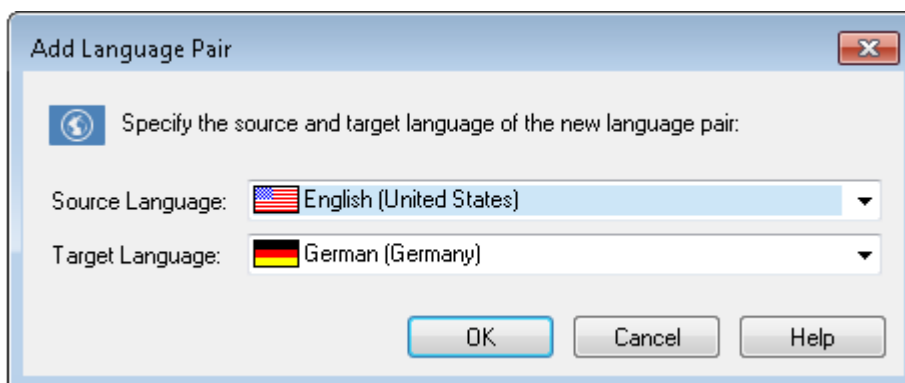 Add Language Pair
Specify the source and target language of the new language pair:
Source Language: English (United States)
Target Language: German (Germany)
OK Cancel Help